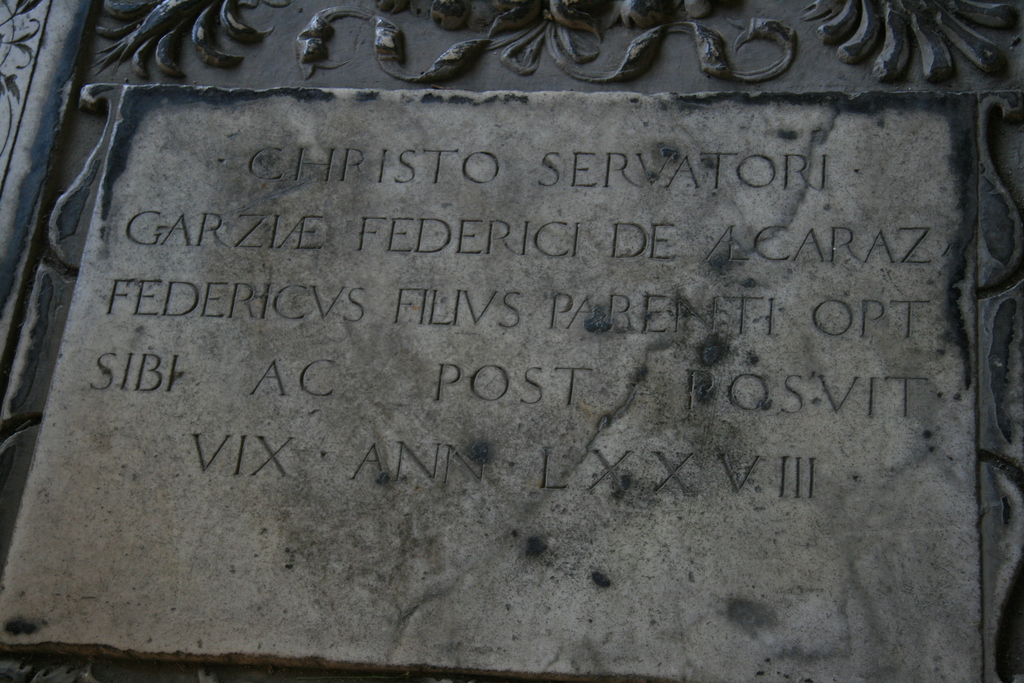 CHRISTO SERVATORI
GARZIÆ FEDERICI DE ALCARAZ
FEDERICVS FILIVS PARENTI OPT
SIBI AC POST POSVIT
VIX · ANN · LXXVIII